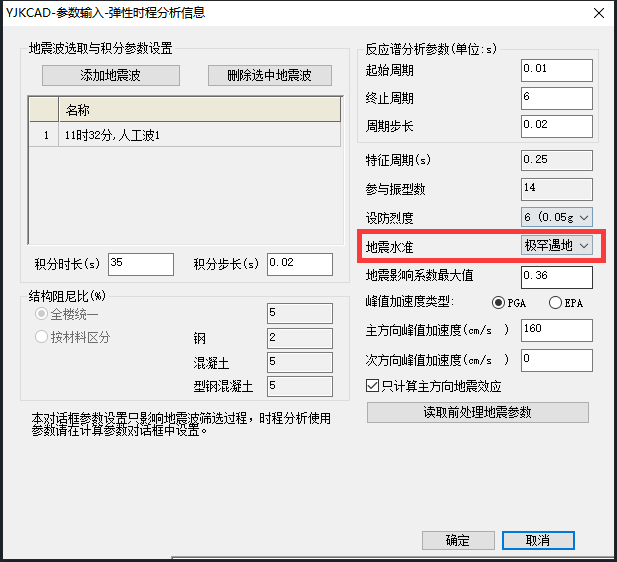 YJKCAD-参数输入-弹性时程分析信息
地震波选取与积分参数设置
添加地震波
删除选中地震波
名称
1 11时32分,人工波1
积分时长(s) 35
积分步长(s) 0.02
结构阻尼比(%)
全楼统一 5
按材料区分
钢 2
混凝土 5
型钢混凝土 5
本对话框参数设置只影响地震波筛选过程，时程分析使用
参数请在计算参数对话框中设置。
反应谱分析参数(单位:s)
起始周期 0.01
终止周期 6
周期步长 0.02
特征周期(s) 0.25
参与振型数 14
设防烈度 6 (0.05g
地震水准 极罕遇地
地震影响系数最大值 0.36
峰值加速度类型: PGA EPA
主方向峰值加速度(cm/s ) 160
次方向峰值加速度(cm/s ) 0
只计算主方向地震效应
读取前处理地震参数
确定
取消